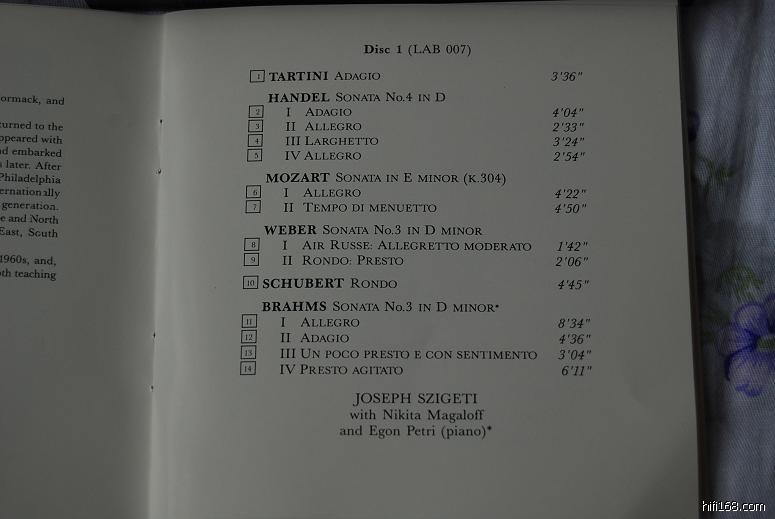 ormack, and
turned to the
ppeared with
nd embarked
s later. After
Philadelphia
ernationally
generation.
e and North
East, South
1960s, and,
oth teaching
Disc 1 (LAB 007)
1 TARTINI ADAGIO 3'36"
HANDEL SONATA NO.4 IN D
2 I ADAGIO 4'04"
3 II ALLEGRO 2'33"
4 III LARGHETTO 3'24"
5 IV ALLEGRO 2'54"
MOZART SONATA IN E MINOR (K.304)
6 I ALLEGRO 4'22"
7 II TEMPO DI MENUETTO 4'50"
WEBER SONATA NO.3 IN D MINOR
8 I AIR RUSSE: ALLEGRETTO MODERATO 1'42"
9 II RONDO: PRESTO 2'06"
10 SCHUBERT RONDO 4'45"
BRAHMS SONATA NO.3 IN D MINOR*
11 I ALLEGRO 8'34"
12 II ADAGIO 4'36"
13 III UN POCO PRESTO E CON SENTIMENTO 3'04"
14 IV PRESTO AGITATO 6'11"
JOSEPH SZIGETI
with Nikita Magaloff
and Egon Petri (piano)*
hifi168.com